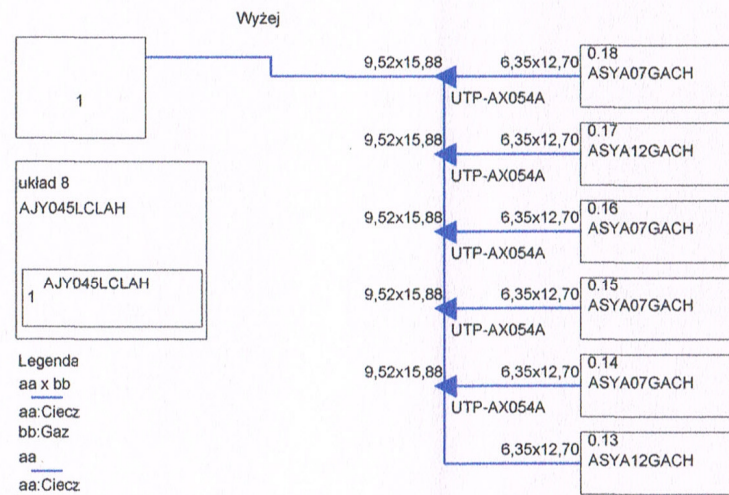 Wyżej
1
9,52x15,88
6,35x12,70
0.18
ASYA07GACH
UTP-AX054A
9,52x15,88
6,35x12,70
0.17
ASYA12GACH
UTP-AX054A
układ 8
AJY045LCLAH
1
AJY045LCLAH
9,52x15,88
6,35x12,70
0.16
ASYA07GACH
UTP-AX054A
9,52x15,88
6,35x12,70
0.15
ASYA07GACH
UTP-AX054A
9,52x15,88
6,35x12,70
0.14
ASYA07GACH
UTP-AX054A
6,35x12,70
0.13
ASYA12GACH
Legenda
aa x bb
aa:Ciecz
bb:Gaz
aa
aa:Ciecz